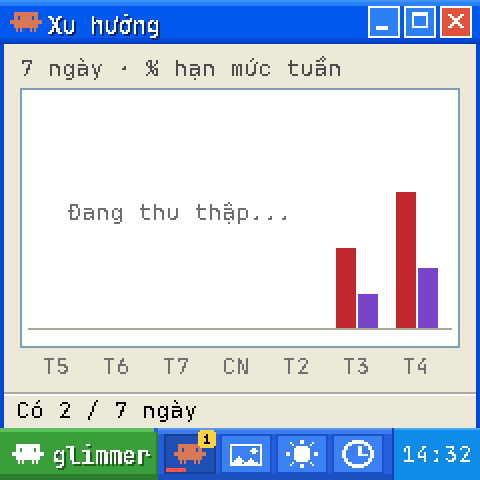 Xu hướng
7 ngày · % hạn mức tuần
Đang thu thập...
T5 T6 T7 CN T2 T3 T4
Có 2 / 7 ngày
glimmer 1 14:32